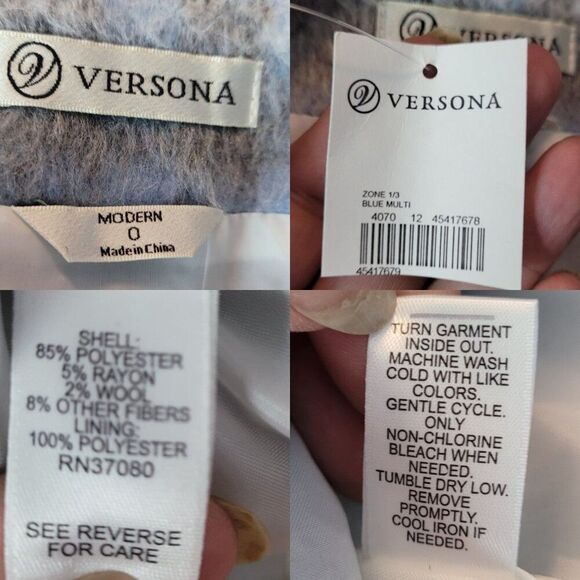 VERSONA
MODERN
0
Made in China
VERSONA
VERSONA
ZONE 1/3
BLUE MULTI
4070 12 45417678
45417679
SHELL:
85% POLYESTER
5% RAYON
2% WOOL
8% OTHER FIBERS
LINING:
100% POLYESTER
RN37080
SEE REVERSE
FOR CARE
TURN GARMENT
INSIDE OUT.
MACHINE WASH
COLD WITH LIKE
COLORS.
GENTLE CYCLE.
ONLY
NON-CHLORINE
BLEACH WHEN
NEEDED.
TUMBLE DRY LOW.
REMOVE
PROMPTLY.
COOL IRON IF
NEEDED.